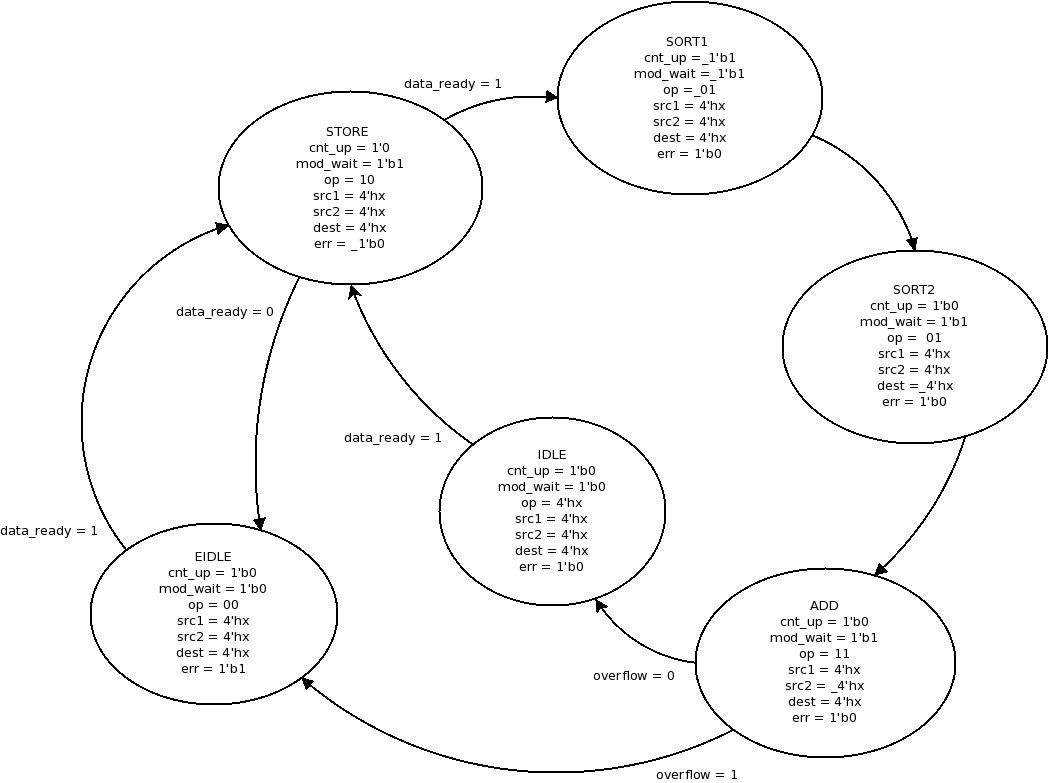 SORT1
cnt_up =_1'b1
mod_wait =_1'b1
op =_01
src1 = 4'hx
src2 = 4'hx
dest = 4'hx
err = 1'b0
data_ready = 1
STORE
cnt_up = 1'0
mod_wait = 1'b1
op = 10
src1 = 4'hx
src2 = 4'hx
dest = 4'hx
err = _1'b0
SORT2
cnt_up = 1'b0
mod_wait = 1'b1
op =  01
src1 = 4'hx
src2 = 4'hx
dest =_4'hx
err = 1'b0
data_ready = 0
data_ready = 1
IDLE
cnt_up = 1'b0
mod_wait = 1'b0
op = 4'hx
src1 = 4'hx
src2 = 4'hx
dest = 4'hx
err = 1'b0
data_ready = 1
EIDLE
cnt_up = 1'b0
mod_wait = 1'b0
op = 00
src1 = 4'hx
src2 = 4'hx
dest = 4'hx
err = 1'b1
ADD
cnt_up = 1'b0
mod_wait = 1'b1
op = 11
src1 = 4'hx
src2 = _4'hx
dest = 4'hx
err = 1'b0
overflow = 0
overflow = 1